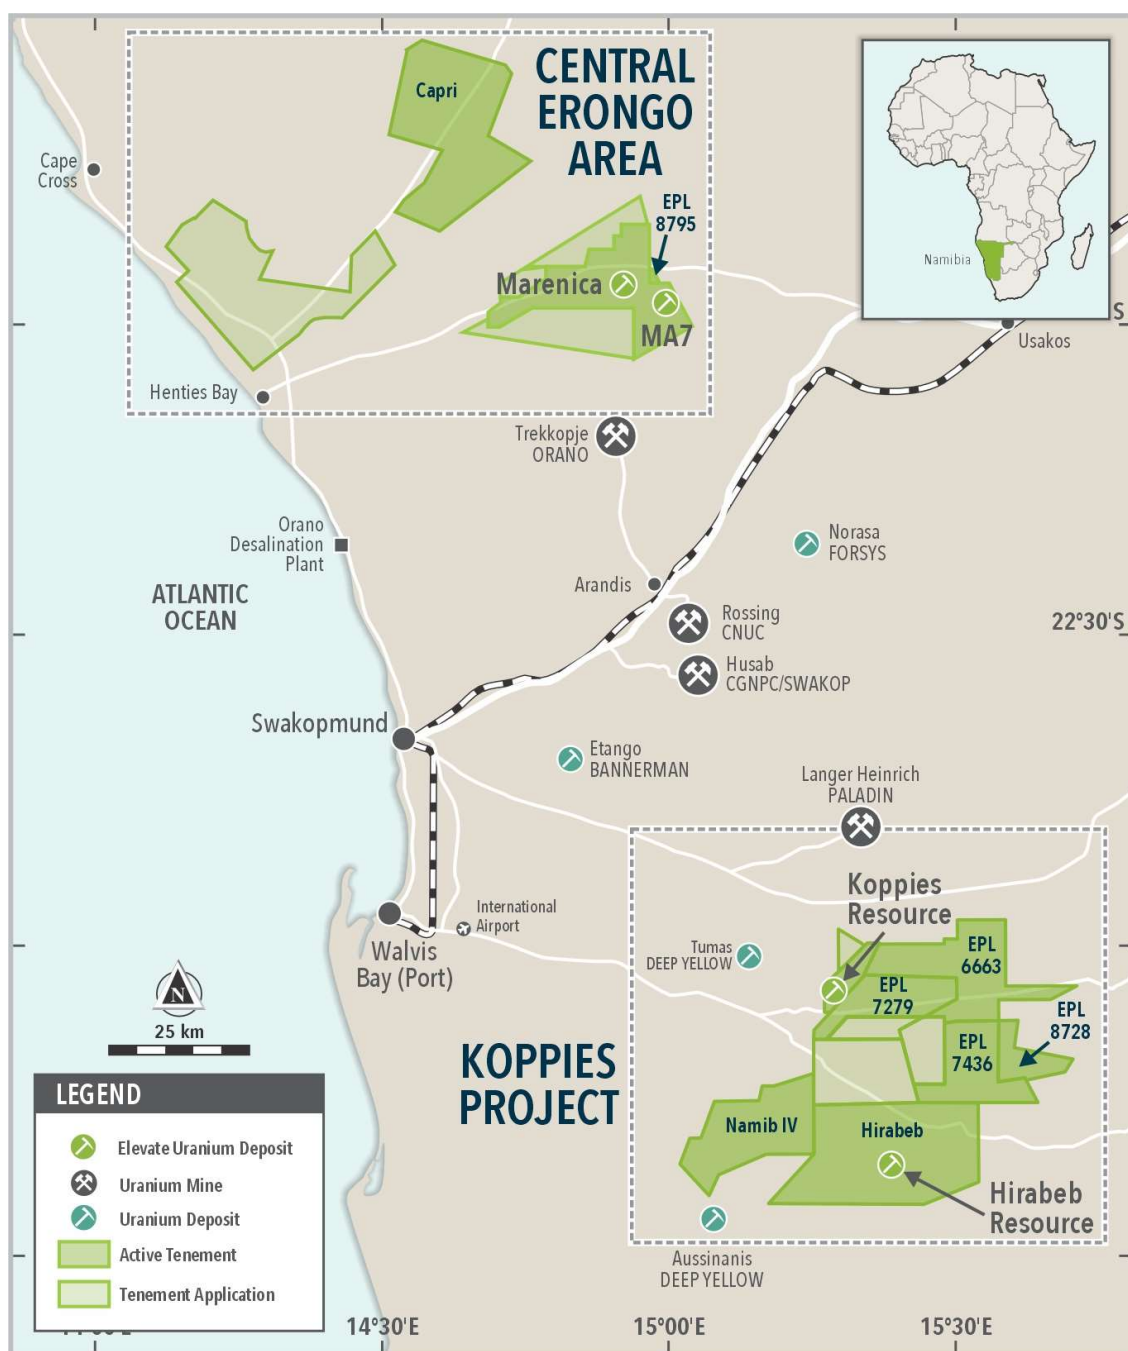 CENTRAL
ERONGO
AREA
Capri
Cape
Cross
EPL
8795
Marenica
MA7
Namibia
Usakos
S
Henties Bay
Trekkopje
ORANO
Orano
Desalination
Plant
Norasa
FORSYS
ATLANTIC
OCEAN
Arandis
Rossing
CNUC
22°30'S
Husab
CGNPC/SWAKOP
Swakopmund
Etango
BANNERMAN
Langer Heinrich
PALADIN
Koppies
Resource
International
Airport
Walvis
Bay (Port)
Tumas
DEEP YELLOW
EPL
6663
EPL
7279
EPL
8728
EPL
7436
N
25 km
KOPPIES
PROJECT
Namib IV
Hirabeb
Hirabeb
Resource
Aussinanis
DEEP YELLOW
LEGEND
Elevate Uranium Deposit
Uranium Mine
Uranium Deposit
Active Tenement
Tenement Application
14°30'E
15°00'E
15°30'E